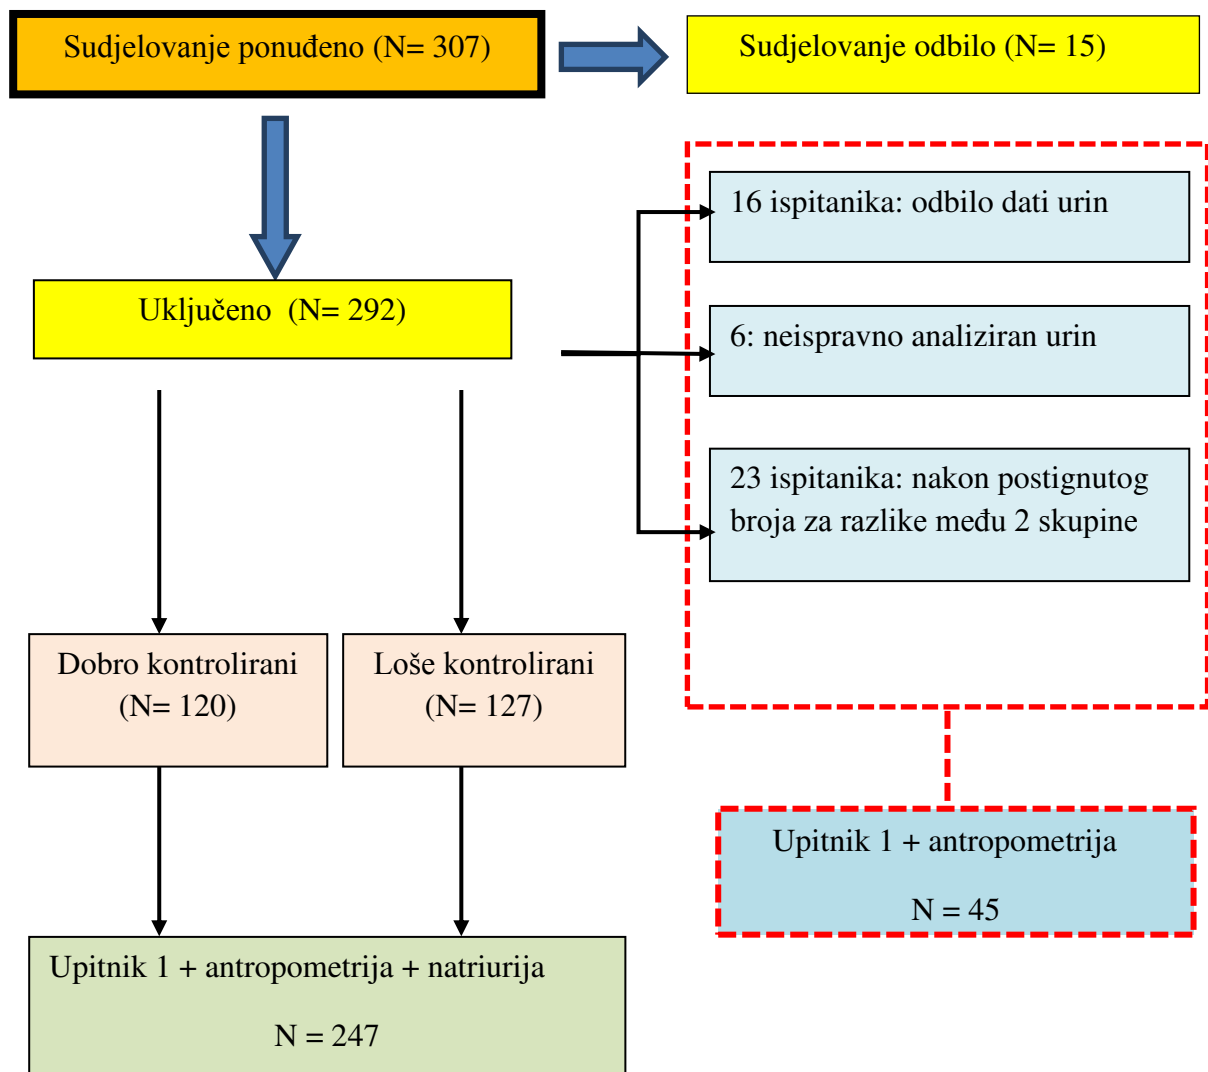 Sudjelovanje ponuđeno (N= 307)
Sudjelovanje odbilo (N= 15)
16 ispitanika: odbilo dati urin
Uključeno  (N= 292)
6: neispravno analiziran urin
23 ispitanika: nakon postignutog
broja za razlike među 2 skupine
Dobro kontrolirani
(N= 120)
Loše kontrolirani
(N= 127)
Upitnik 1 + antropometrija
N = 45
Upitnik 1 + antropometrija + natriurija
N = 247